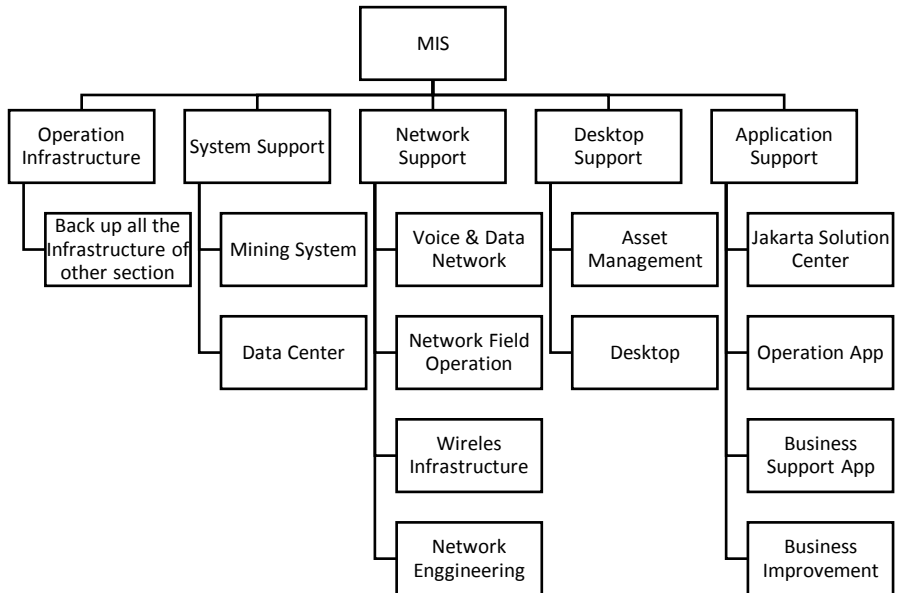 MIS
Operation
Infrastructure
System Support
Network
Support
Desktop
Support
Application
Support
Back up all the
Infrastructure of
other section
Mining System
Data Center
Voice & Data
Network
Network Field
Operation
Wireles
Infrastructure
Network
Enggineering
Asset
Management
Desktop
Jakarta Solution
Center
Operation App
Business
Support App
Business
Improvement